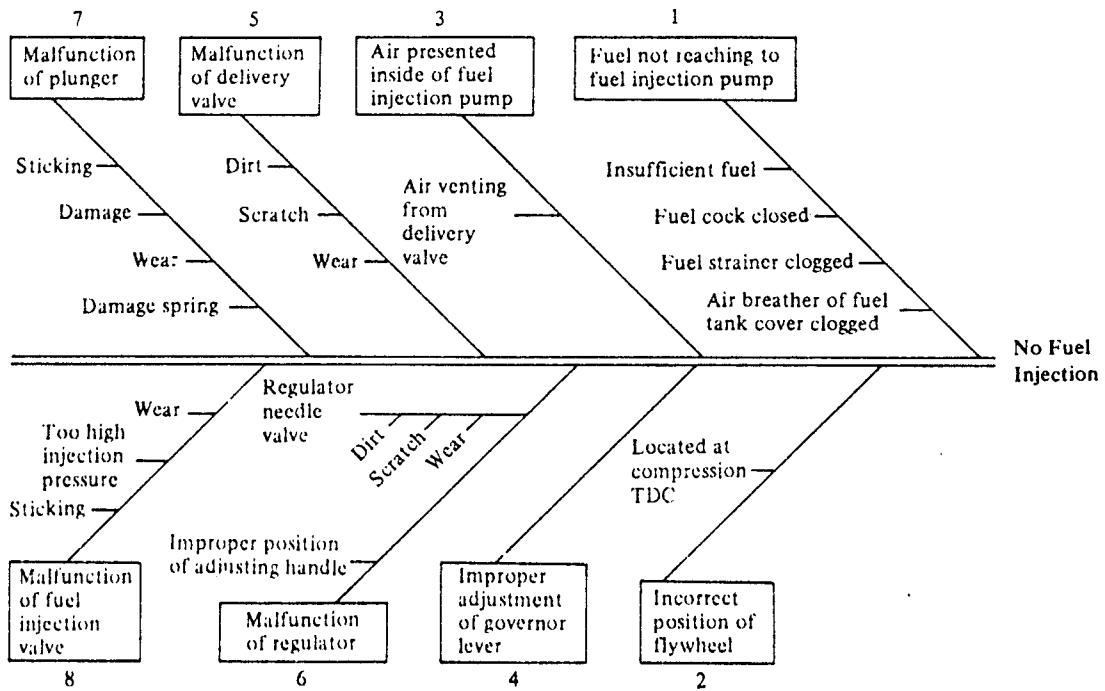 7
5
3
1
Malfunction
of plunger
Malfunction
of delivery
valve
Air presented
inside of fuel
injection pump
Fuel not reaching to
fuel injection pump
Sticking
Damage
Wear
Damage spring
Dirt
Scratch
Wear
Air venting
from
delivery
valve
Insufficient fuel
Fuel cock closed
Fuel strainer clogged
Air breather of fuel
tank cover clogged
No Fuel
Injection
Wear
Too high
injection
pressure
Sticking
Regulator
needle
valve
Dirt
Scratch
Wear
Improper position
of adjusting handle
Located at
compression
TDC
Malfunction
of fuel
injection
valve
Malfunction
of regulator
Improper
adjustment
of governor
lever
Incorrect
position of
flywheel
8
6
4
2